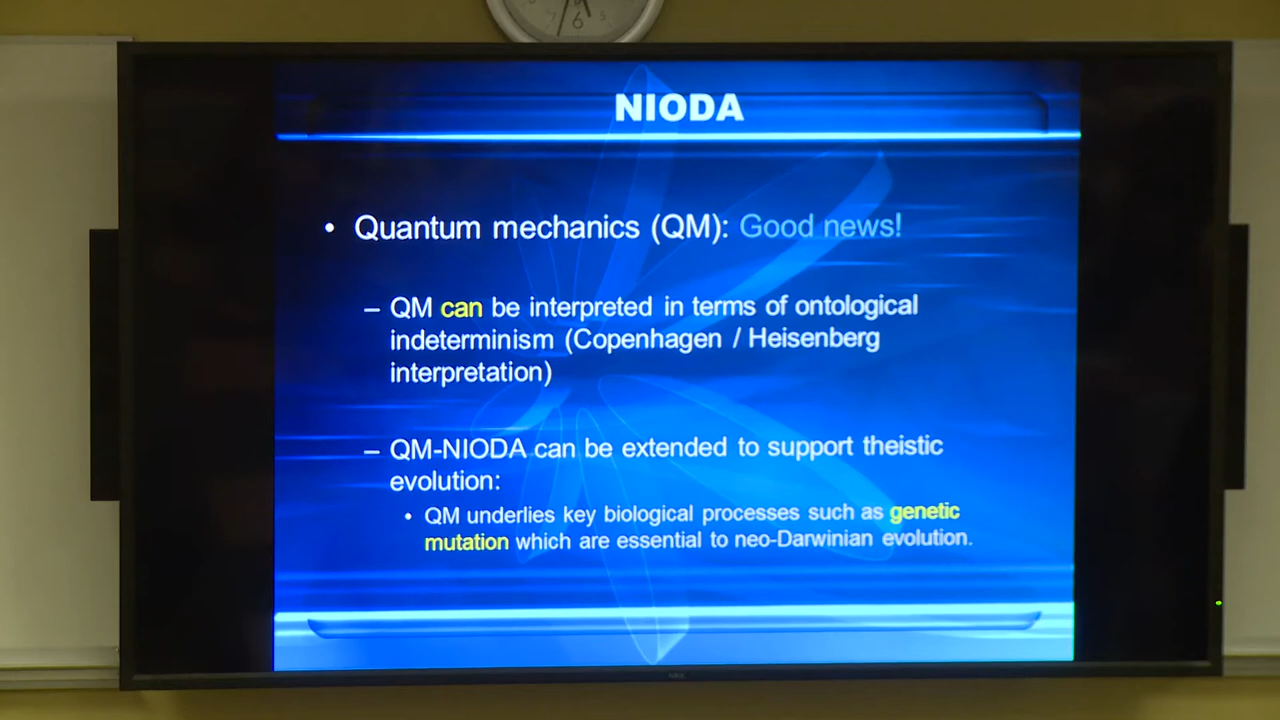 6
NIODA
• Quantum mechanics (QM): Good news!
– QM can be interpreted in terms of ontological
indeterminism (Copenhagen / Heisenberg
interpretation)
– QM-NIODA can be extended to support theistic
evolution:
• QM underlies key biological processes such as genetic
mutation which are essential to neo-Darwinian evolution.